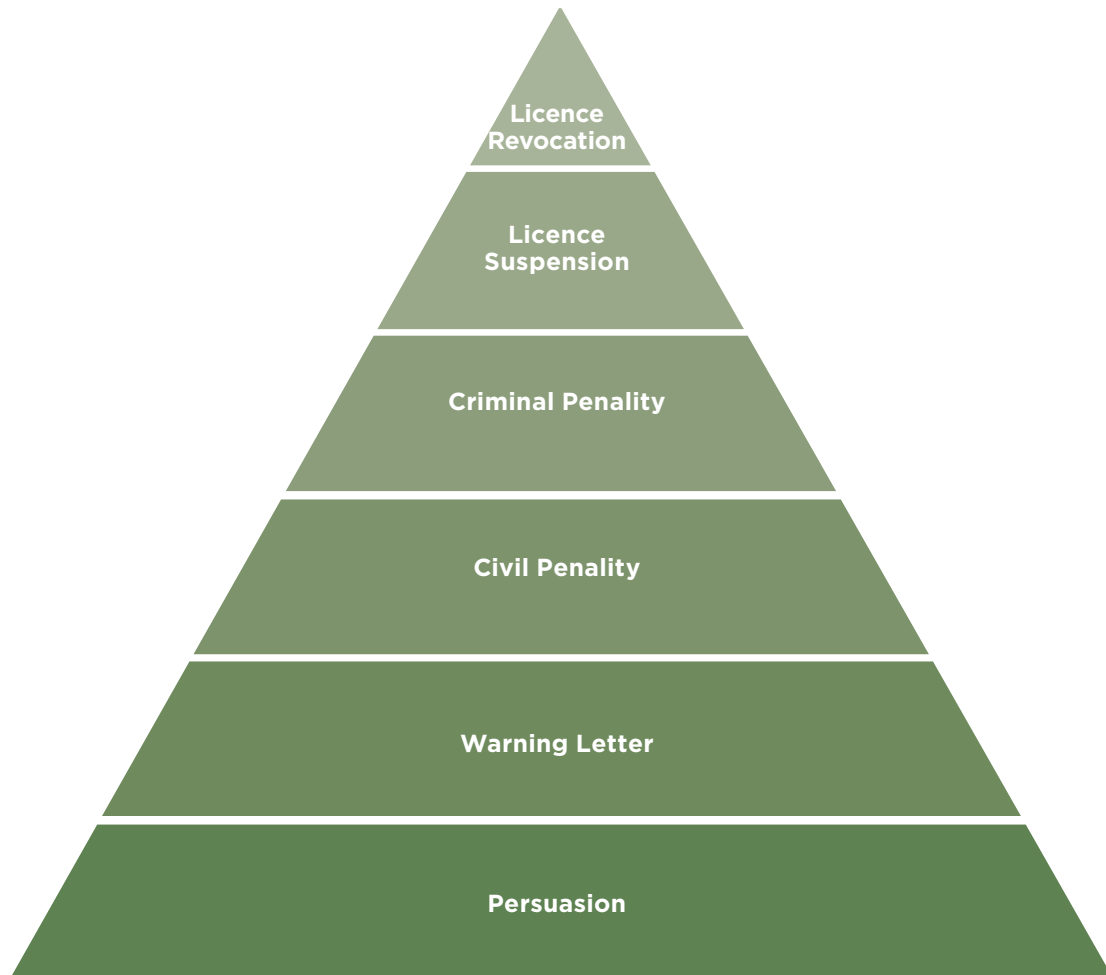 Licence
Revocation
Licence
Suspension
Criminal Penality
Civil Penality
Warning Letter
Persuasion